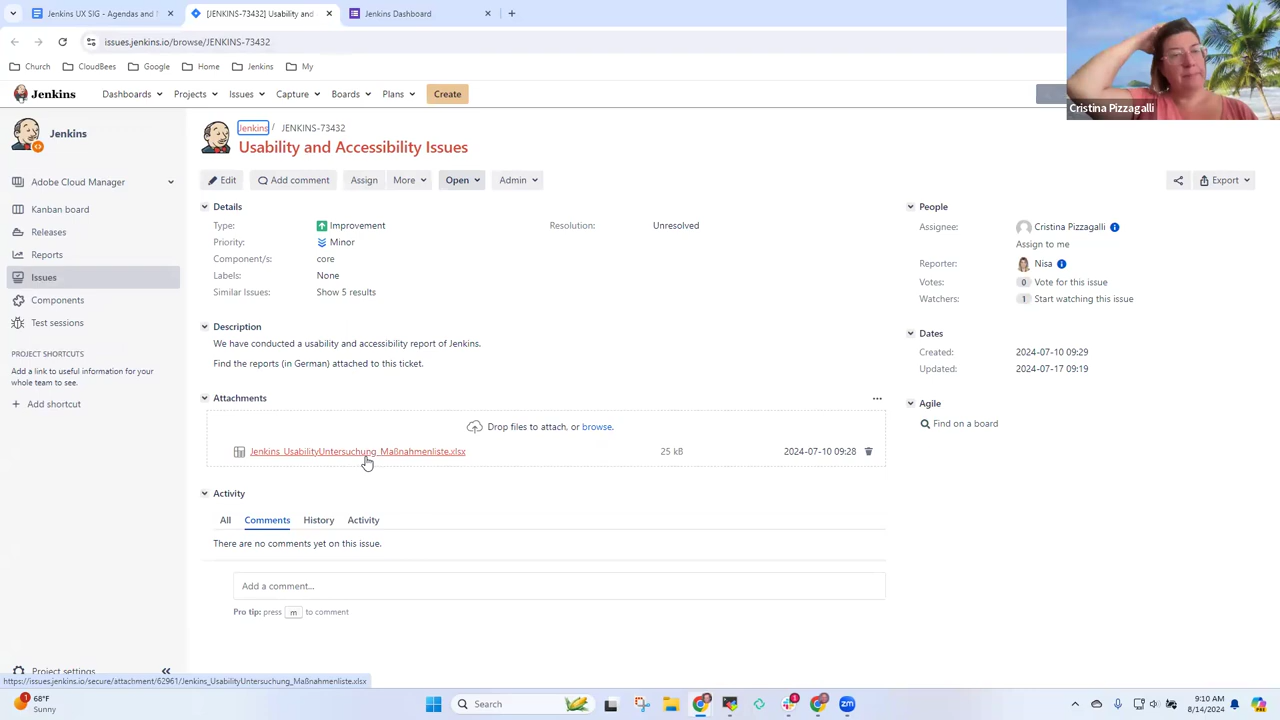 Jenkins UX SIG - Agendas and N
[JENKINS-73432] Usability and
Jenkins Dashboard
issues.jenkins.io/browse/JENKINS-73432
Church
CloudBees
Google
Home
Jenkins
My
Jenkins
Dashboards
Projects
Issues
Capture
Boards
Plans
Create
Cristina Pizzagalli
Jenkins
Adobe Cloud Manager
Kanban board
Releases
Reports
Issues
Components
Test sessions
PROJECT SHORTCUTS
Add a link to useful information for your
whole team to see.
Add shortcut
Project settings
Jenkins / JENKINS-73432
Usability and Accessibility Issues
Edit
Add comment
Assign
More
Open
Admin
Export
Details
Type: Improvement
Resolution: Unresolved
Priority: Minor
Component/s: core
Labels: None
Similar Issues: Show 5 results
Description
We have conducted a usability and accessibility report of Jenkins.
Find the reports (in German) attached to this ticket.
Attachments
Drop files to attach, or browse.
Jenkins_UsabilityUntersuchung_Maßnahmenliste.xlsx 25 kB 2024-07-10 09:28
Activity
All Comments History Activity
There are no comments yet on this issue.
Add a comment...
Pro tip: press m to comment
People
Assignee: Cristina Pizzagalli
Assign to me
Reporter: Nisa
Votes: 0 Vote for this issue
Watchers: 1 Start watching this issue
Dates
Created: 2024-07-10 09:29
Updated: 2024-07-17 09:19
Agile
Find on a board
https://issues.jenkins.io/secure/attachment/62961/Jenkins_UsabilityUntersuchung_Maßnahmenliste.xlsx
68°F
Sunny
Search
9:10 AM
8/14/2024